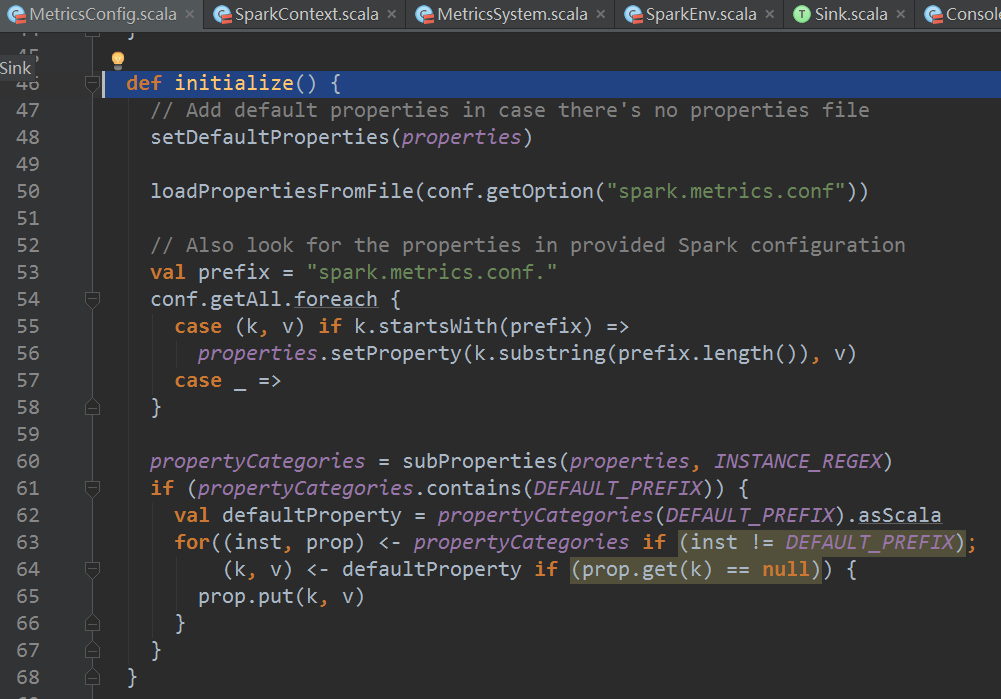 MetricsConfig.scala × SparkContext.scala × MetricsSystem.scala × SparkEnv.scala × T Sink.scala ×
Sink
46 def initialize() {
47 // Add default properties in case there's no properties file
48 setDefaultProperties(properties)
49
50 loadPropertiesFromFile(conf.getOption("spark.metrics.conf"))
51
52 // Also look for the properties in provided Spark configuration
53 val prefix = "spark.metrics.conf."
54 conf.getAll.foreach {
55 case (k, v) if k.startsWith(prefix) =>
56 properties.setProperty(k.substring(prefix.length()), v)
57 case _ =>
58 }
59
60 propertyCategories = subProperties(properties, INSTANCE_REGEX)
61 if (propertyCategories.contains(DEFAULT_PREFIX)) {
62 val defaultProperty = propertyCategories(DEFAULT_PREFIX).asScala
63 for((inst, prop) <- propertyCategories if (inst != DEFAULT_PREFIX);
64 (k, v) <- defaultProperty if (prop.get(k) == null)) {
65 prop.put(k, v)
66 }
67 }
68 }